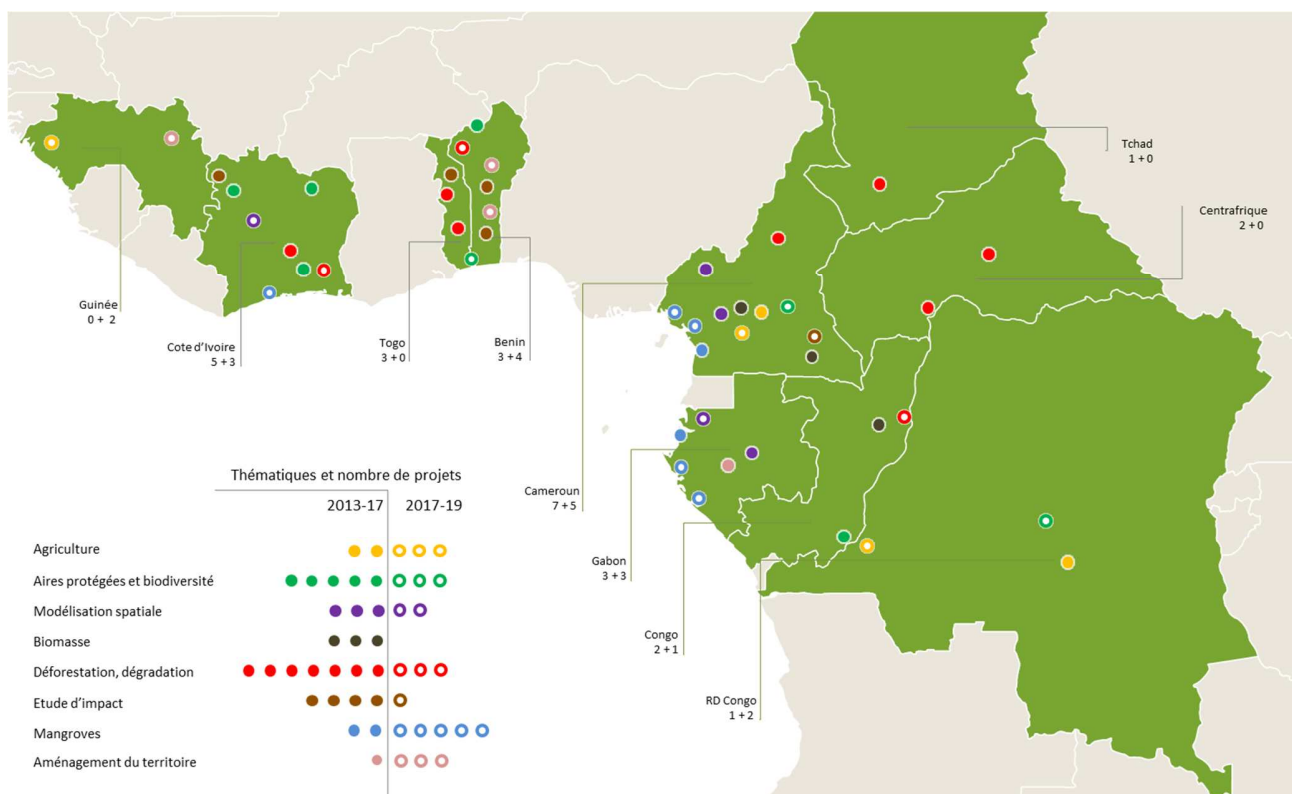 Tchad
1 + 0
Centrafrique
2 + 0
Guinée
0 + 2
Cote d'Ivoire
5 + 3
Togo
3 + 0
Benin
3 + 4
Cameroun
7 + 5
Gabon
3 + 3
Congo
2 + 1
RD Congo
1 + 2
Thématiques et nombre de projets
2013-17 2017-19
Agriculture
Aires protégées et biodiversité
Modélisation spatiale
Biomasse
Déforestation, dégradation
Etude d'impact
Mangroves
Aménagement du territoire